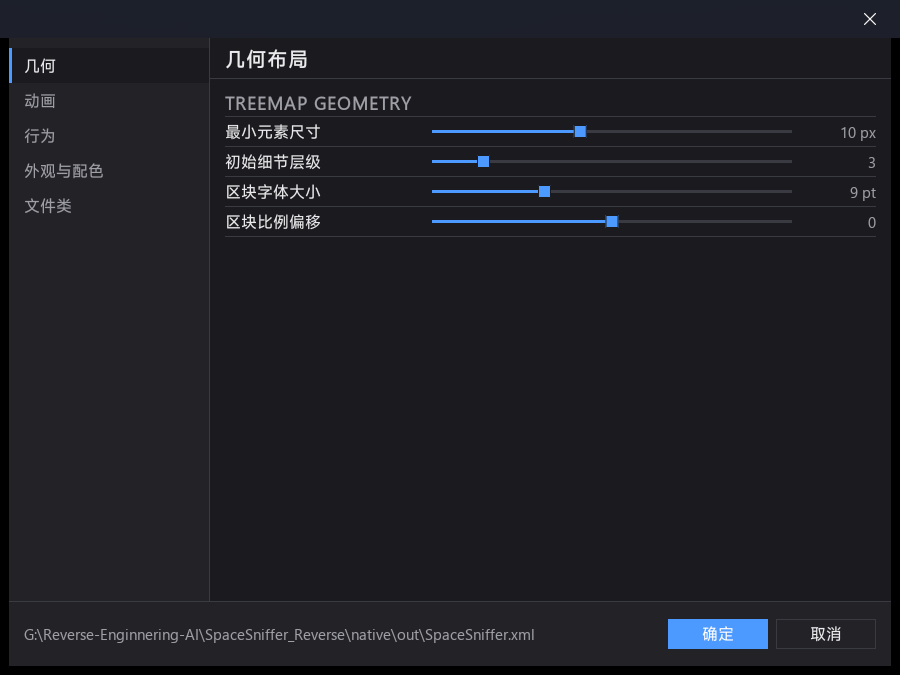 几何
动画
行为
外观与配色
文件类
几何布局
TREEMAP GEOMETRY
最小元素尺寸 10 px
初始细节层级 3
区块字体大小 9 pt
区块比例偏移 0
G:\Reverse-Enginnering-AI\SpaceSniffer_Reverse\native\out\SpaceSniffer.xml
确定 取消